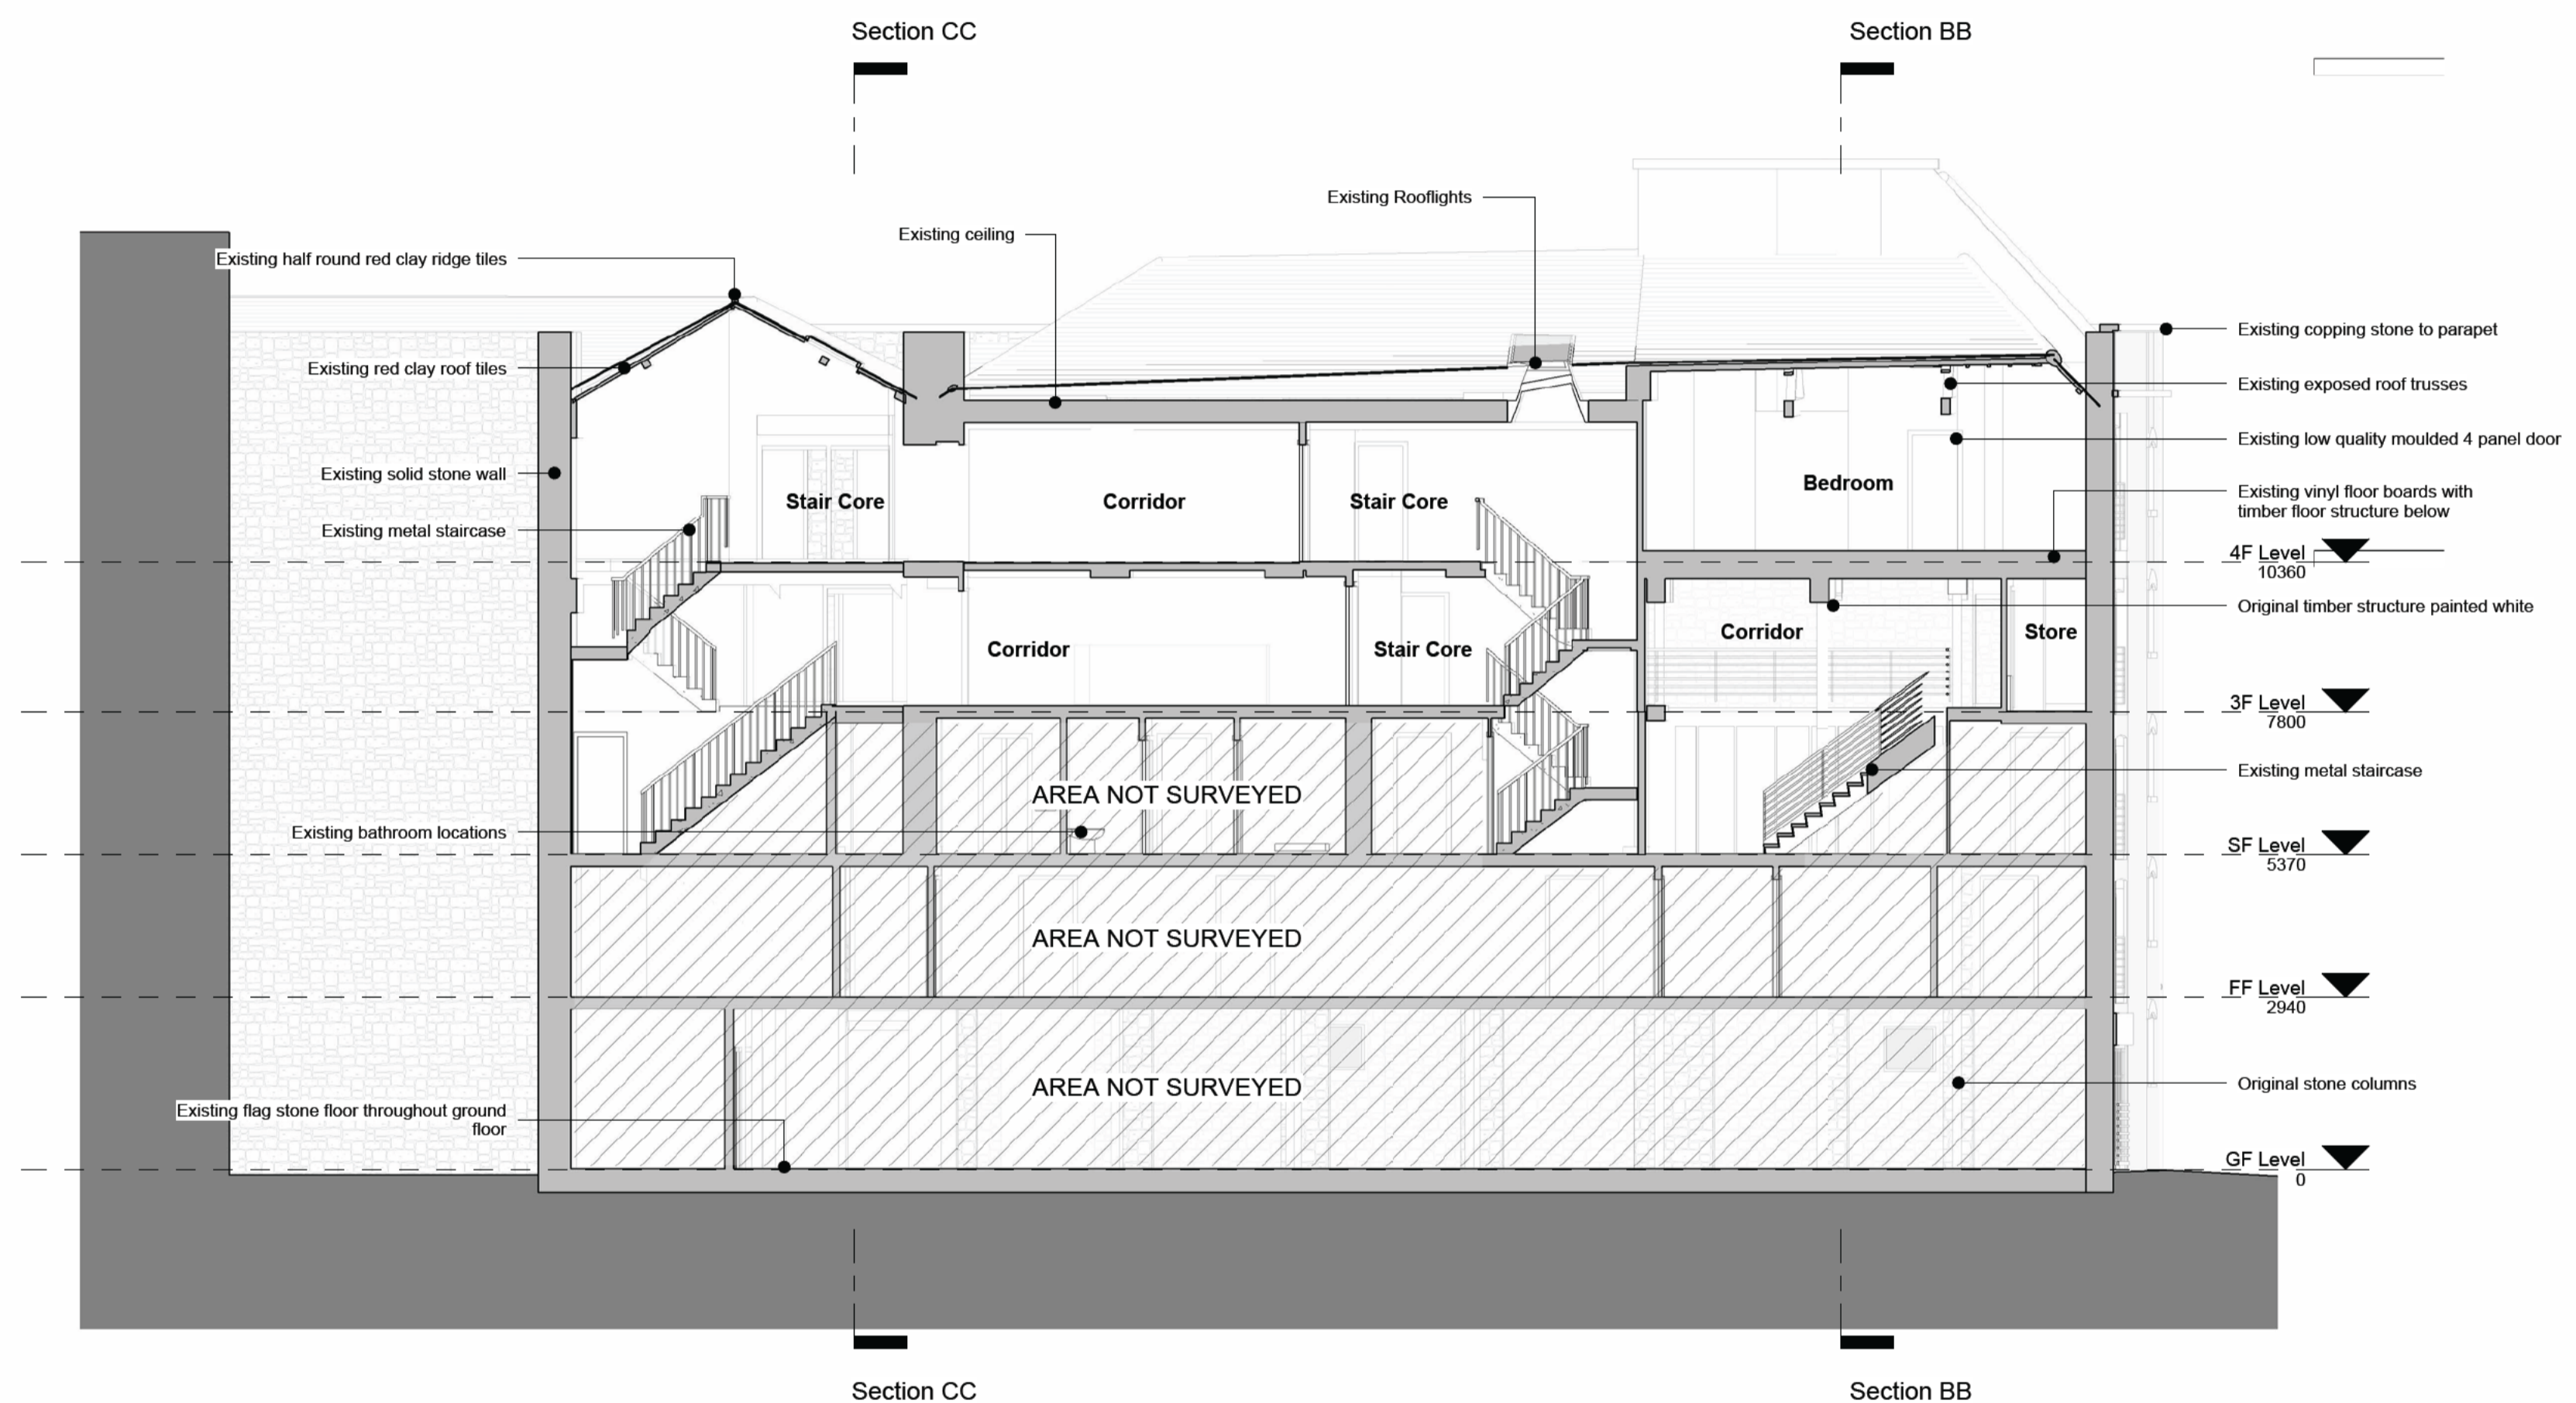 Section CC
Section BB
Existing Rooflights
Existing ceiling
Existing half round red clay ridge tiles
Existing copping stone to parapet
Existing red clay roof tiles
Existing exposed roof trusses
Existing low quality moulded 4 panel door
Existing solid stone wall
Bedroom
Existing vinyl floor boards with
timber floor structure below
Stair Core
Corridor
Stair Core
Existing metal staircase
4F Level
10360
Original timber structure painted white
Corridor
Store
Corridor
Stair Core
3F Level
7800
Existing metal staircase
AREA NOT SURVEYED
Existing bathroom locations
SF Level
5370
AREA NOT SURVEYED
FF Level
2940
AREA NOT SURVEYED
Original stone columns
Existing flag stone floor throughout ground
floor
GF Level
0
Section CC
Section BB